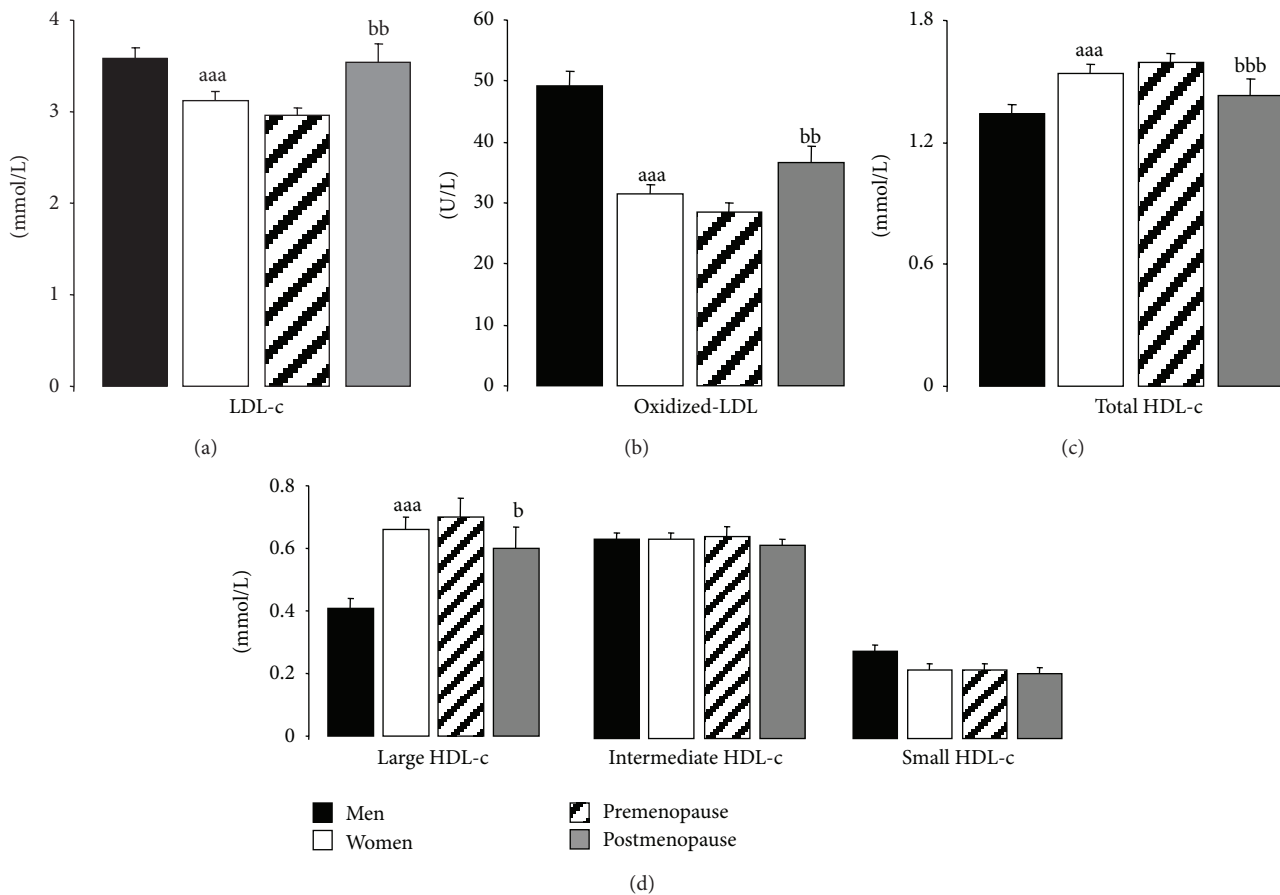 4
3
2
1
0
(mmol/L)
aaa
bb
LDL-c
(a)
60
50
40
30
20
10
0
(U/L)
aaa
bb
Oxidized-LDL
(b)
1.8
1.2
0.6
0
(mmol/L)
aaa
bbb
Total HDL-c
(c)
0.8
0.6
0.4
0.2
0
(mmol/L)
aaa
b
Large HDL-c
Intermediate HDL-c
Small HDL-c
Men
Women
Premenopause
Postmenopause
(d)